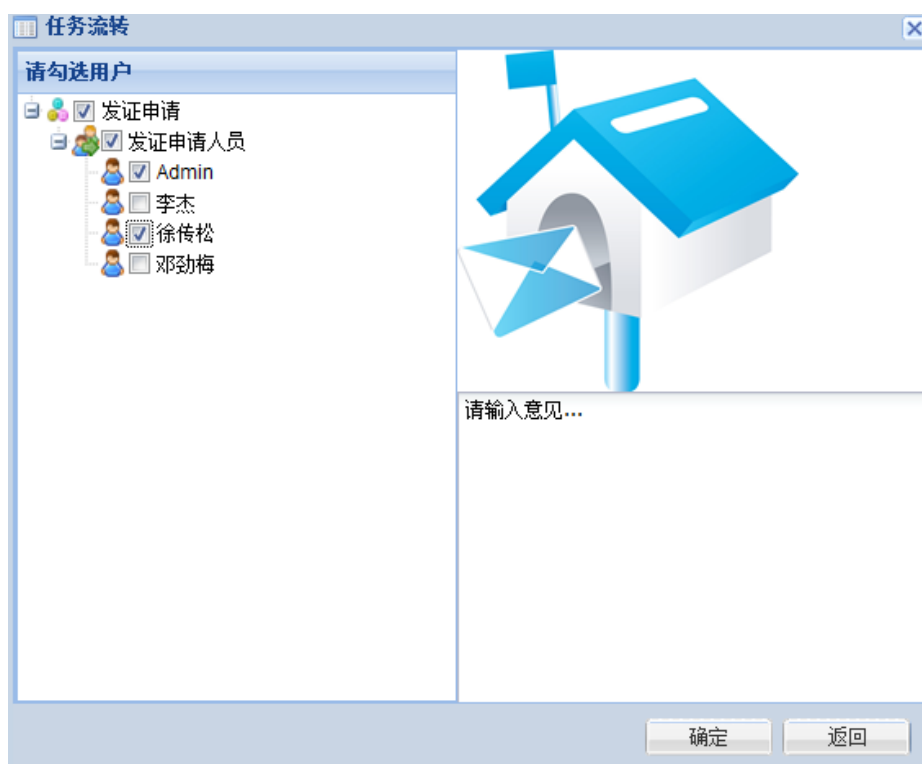 任务流转
请勾选用户
发证申请
发证申请人员
Admin
李杰
徐传松
邓劲梅
请输入意见...
确定
返回